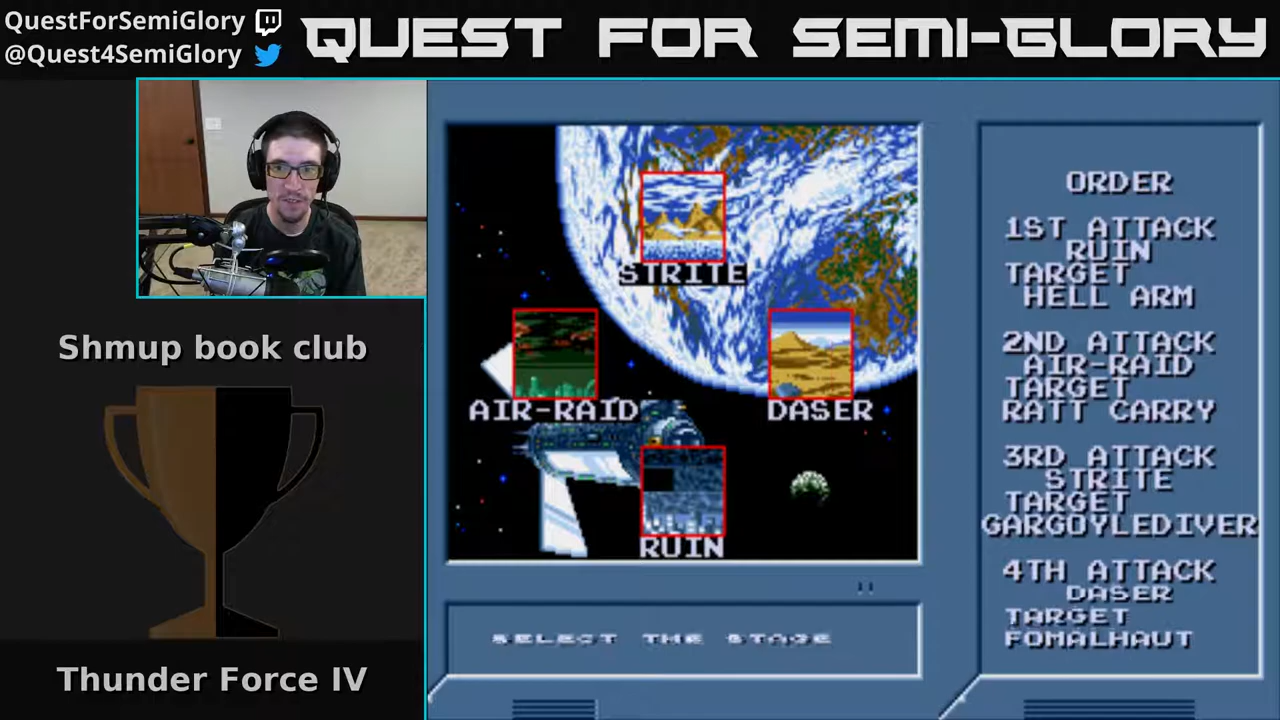 QuestForSemiGlory
@Quest4SemiGlory
QUEST FOR SEMI-GLORY
Shmup book club
Thunder Force IV
STRITE
AIR-RAID
DASER
RUIN
SELECT THE STAGE
ORDER
1ST ATTACK
RUIN
TARGET
HELL ARM
2ND ATTACK
AIR-RAID
TARGET
RATT CARRY
3RD ATTACK
STRITE
TARGET
GARGOYLEDIVER
4TH ATTACK
DASER
TARGET
FOMALHAUT